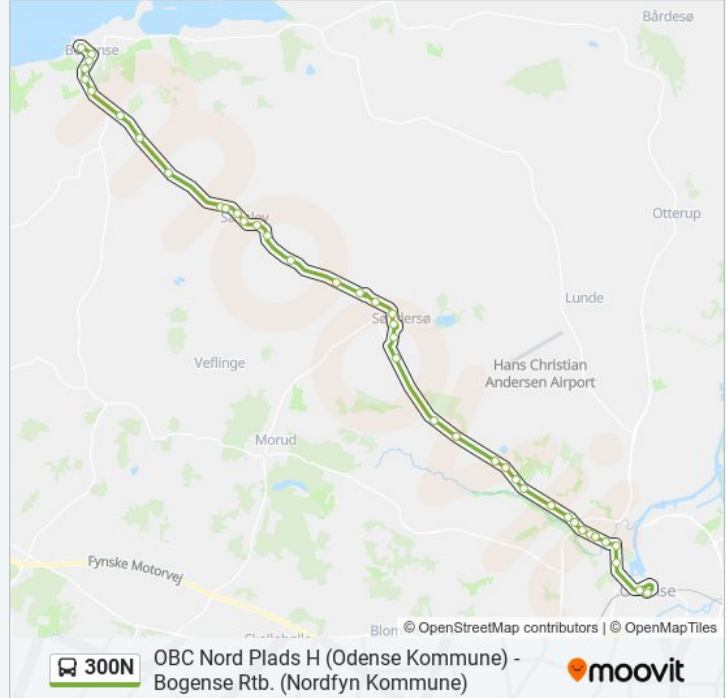 Bårdesø
Otterup
Lunde
Hans Christian
Andersen Airport
Veflinge
Morud
Fynske Motorvej
© OpenStreetMap contributors | © OpenMapTiles
300N
OBC Nord Plads H (Odense Kommune) -
Bogense Rtb. (Nordfyn Kommune)
moovit